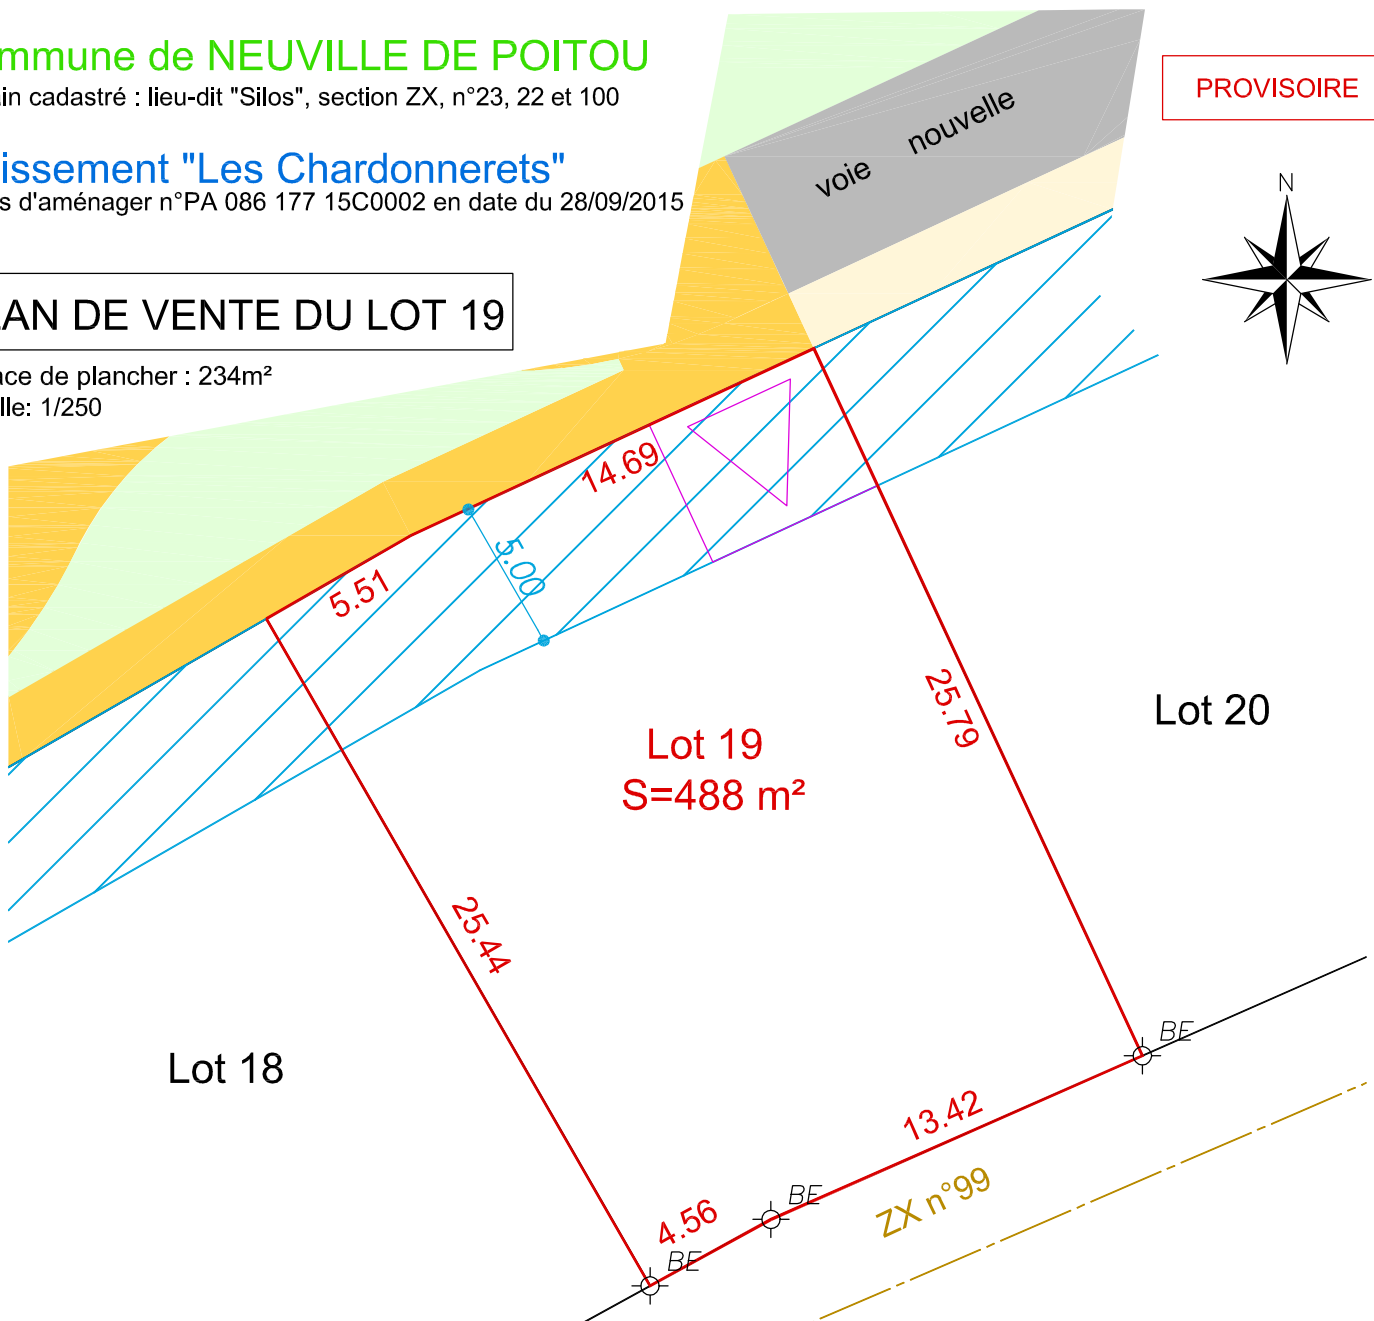 mmune de NEUVILLE DE POITOU
in cadastré : lieu-dit "Silos", section ZX, n°23, 22 et 100
issement "Les Chardonnerets"
s d'aménager n°PA 086 177 15C0002 en date du 28/09/2015
PROVISOIRE
voie nouvelle
N
AN DE VENTE DU LOT 19
ace de plancher : 234m²
lle: 1/250
14.69
5.00
5.51
25.79
Lot 20
Lot 19
S=488 m²
25.44
Lot 18
BE
13.42
BE
ZX n°99
4.56
BE